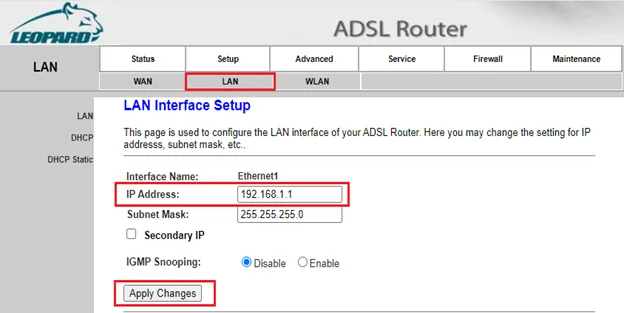 LEOPARD
ADSL Router
LAN
Status Setup Advanced Service Firewall Maintenance
WAN LAN WLAN
LAN
DHCP
DHCP Static
LAN Interface Setup
This page is used to configure the LAN interface of your ADSL Router. Here you may change the setting for IP
addresss, subnet mask, etc..
Interface Name: Ethernet1
IP Address: 192.168.1.1
Subnet Mask: 255.255.255.0
Secondary IP
IGMP Snooping: Disable Enable
Apply Changes